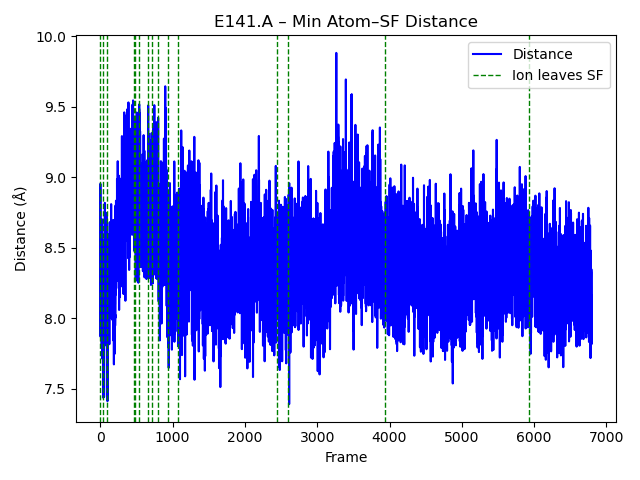 E141.A – Min Atom–SF Distance
10.0
9.5
9.0
8.5
8.0
7.5
Distance (Å)
Distance
Ion leaves SF
0 1000 2000 3000 4000 5000 6000 7000
Frame